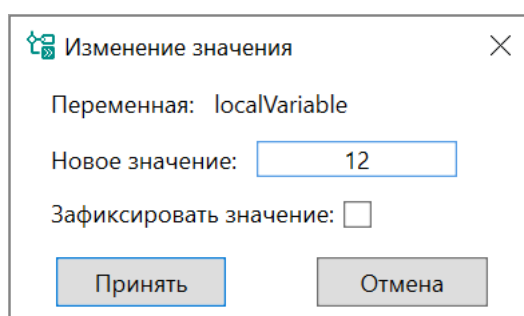 Изменение значения
Переменная: localVariable
Новое значение: 12
Зафиксировать значение:
Принять Отмена